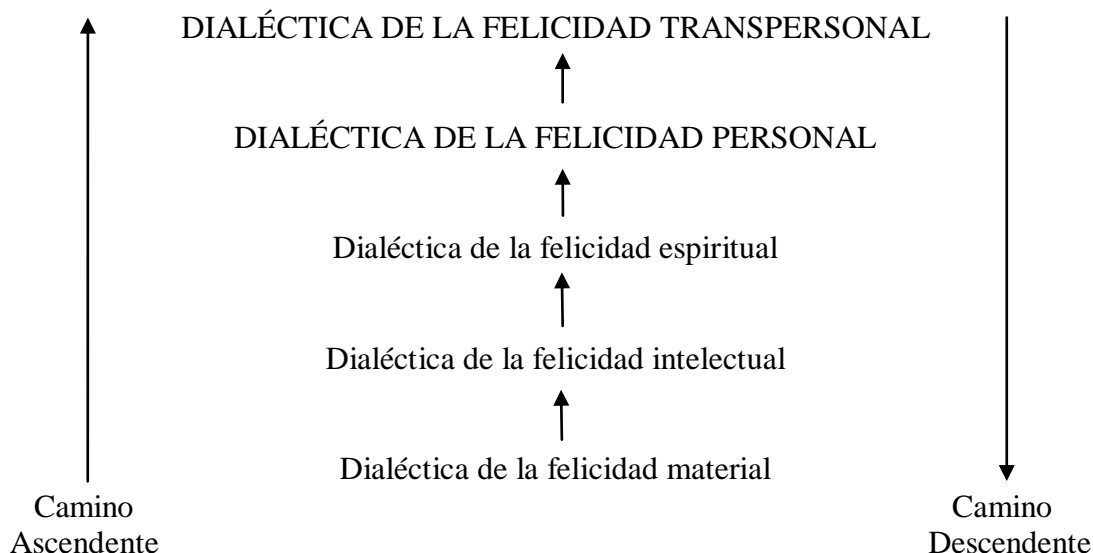 DIALÉCTICA DE LA FELICIDAD TRANSPERSONAL
DIALÉCTICA DE LA FELICIDAD PERSONAL
Dialéctica de la felicidad espiritual
Dialéctica de la felicidad intelectual
Dialéctica de la felicidad material
Camino
Ascendente
Camino
Descendente